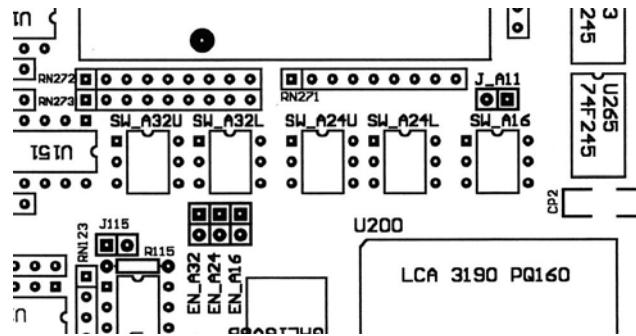 U1
3
245
RN272
RN273
RN271
J_A11
U265
74F245
SW_A32U
SW_A32L
SW_A24U
SW_A24L
SW_A16
U151
CP2
J115
RN123
R115
EN_A32
EN_A24
EN_A16
U200
LCA 3190 PQ160
U